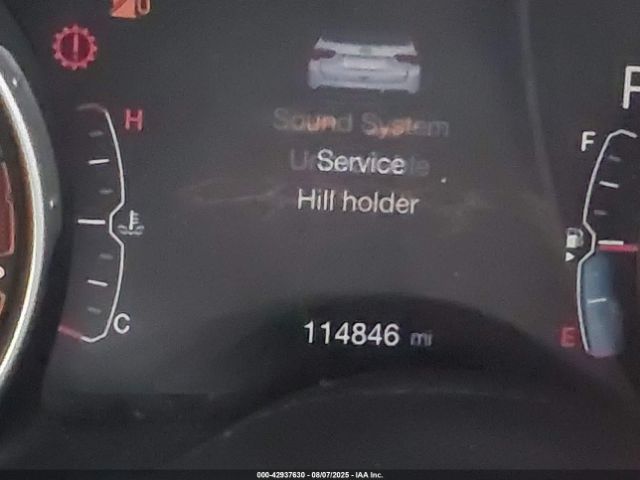 H
Sound System
Service
Hill holder
F
C
114846 mi
E
000-42937630 - 08/07/2025 - IAA Inc.